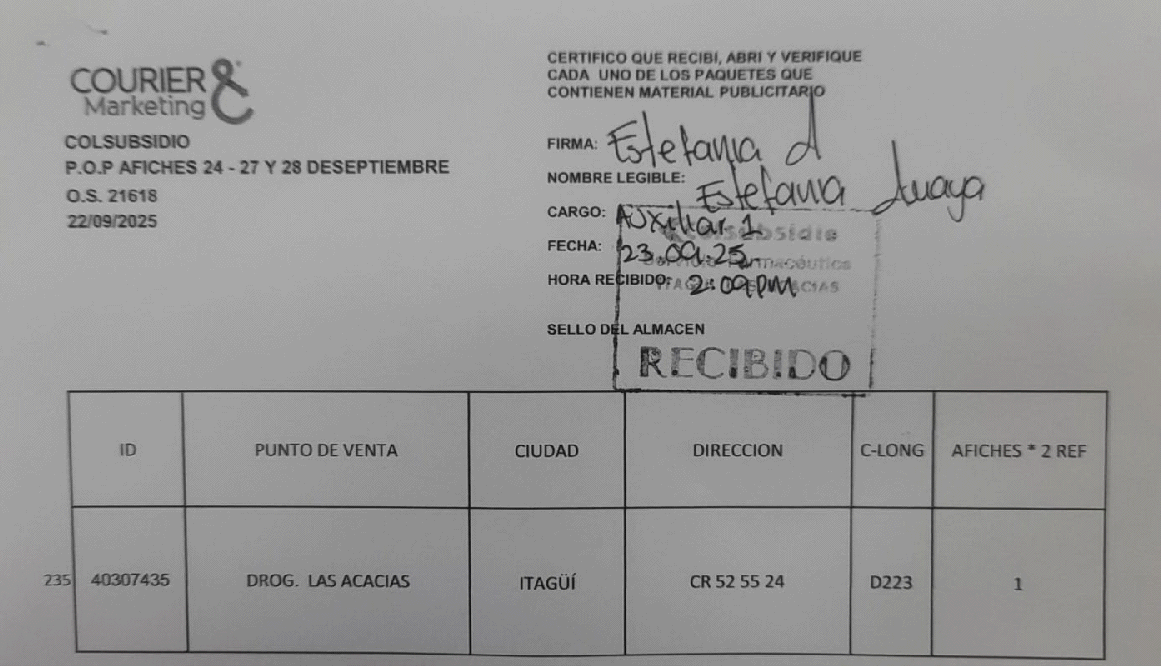 COURIER &
Marketing
COLSUBSIDIO
P.O.P AFICHES 24 - 27 Y 28 DESEPTIEMBRE
O.S. 21618
22/09/2025
CERTIFICO QUE RECIBI, ABRI Y VERIFIQUE
CADA UNO DE LOS PAQUETES QUE
CONTIENEN MATERIAL PUBLICITARIO
FIRMA: Estefania A
NOMBRE LEGIBLE: Estefania Anaya
CARGO: Auxiliar 1
FECHA: 23.09.25
HORA RECIBIDO: 2:09pm
SELLO DEL ALMACEN
RECIBIDO
ID PUNTO DE VENTA CIUDAD DIRECCION C-LONG AFICHES * 2 REF
235 40307435 DROG. LAS ACACIAS ITAGÜÍ CR 52 55 24 D223 1